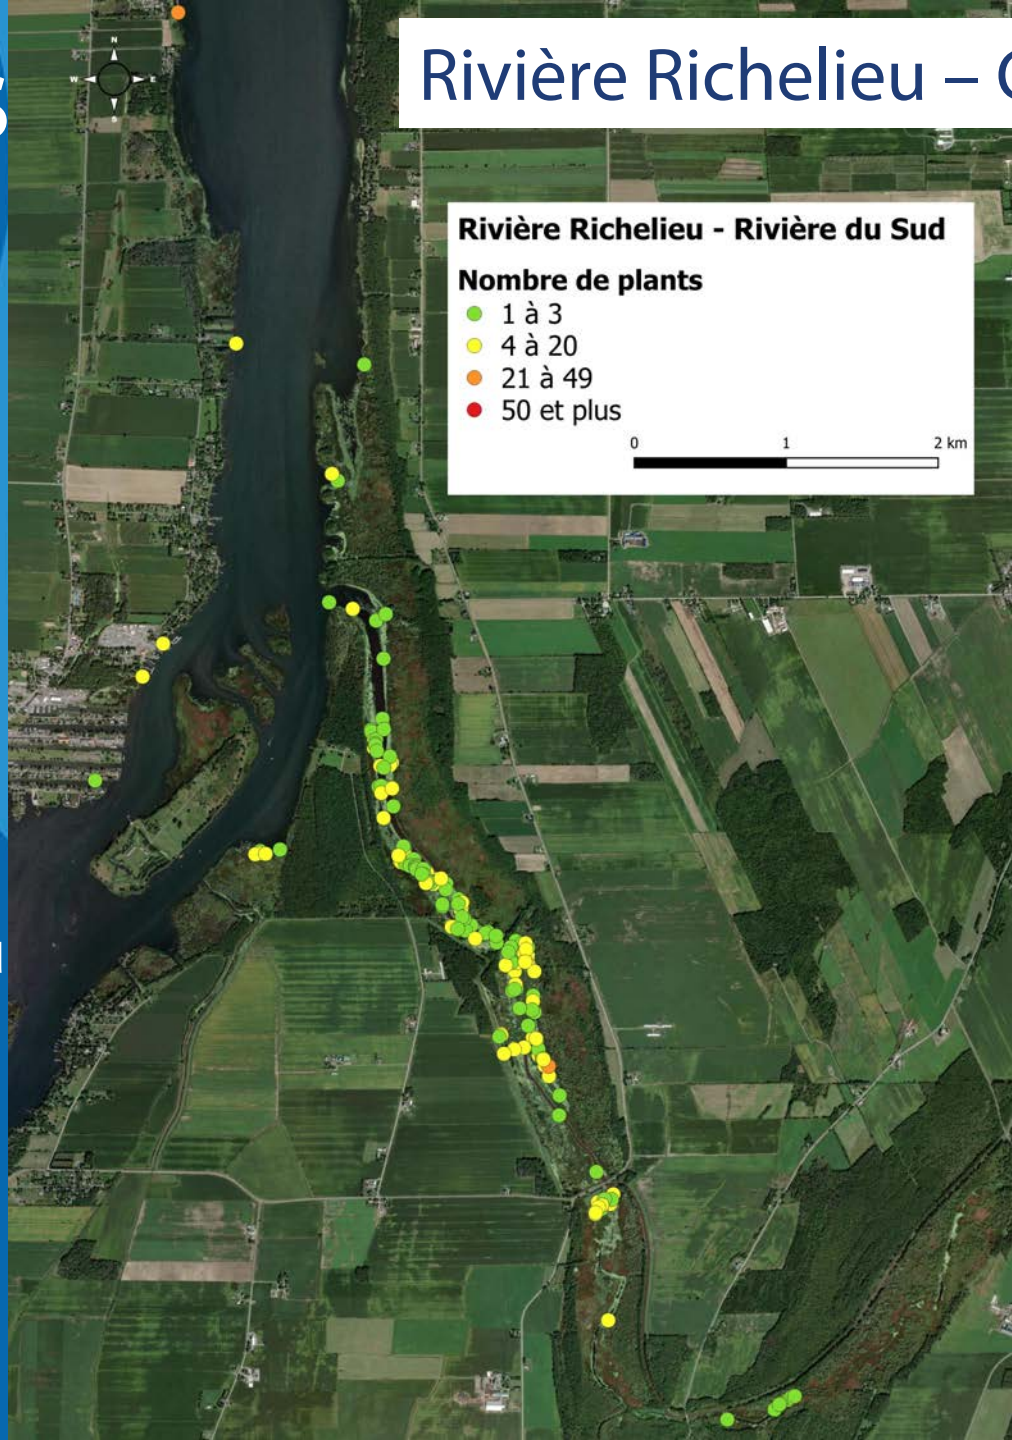 Rivière Richelieu –
N
W E
S
Rivière Richelieu - Rivière du Sud
Nombre de plants
1 à 3
4 à 20
21 à 49
50 et plus
0 1 2 km